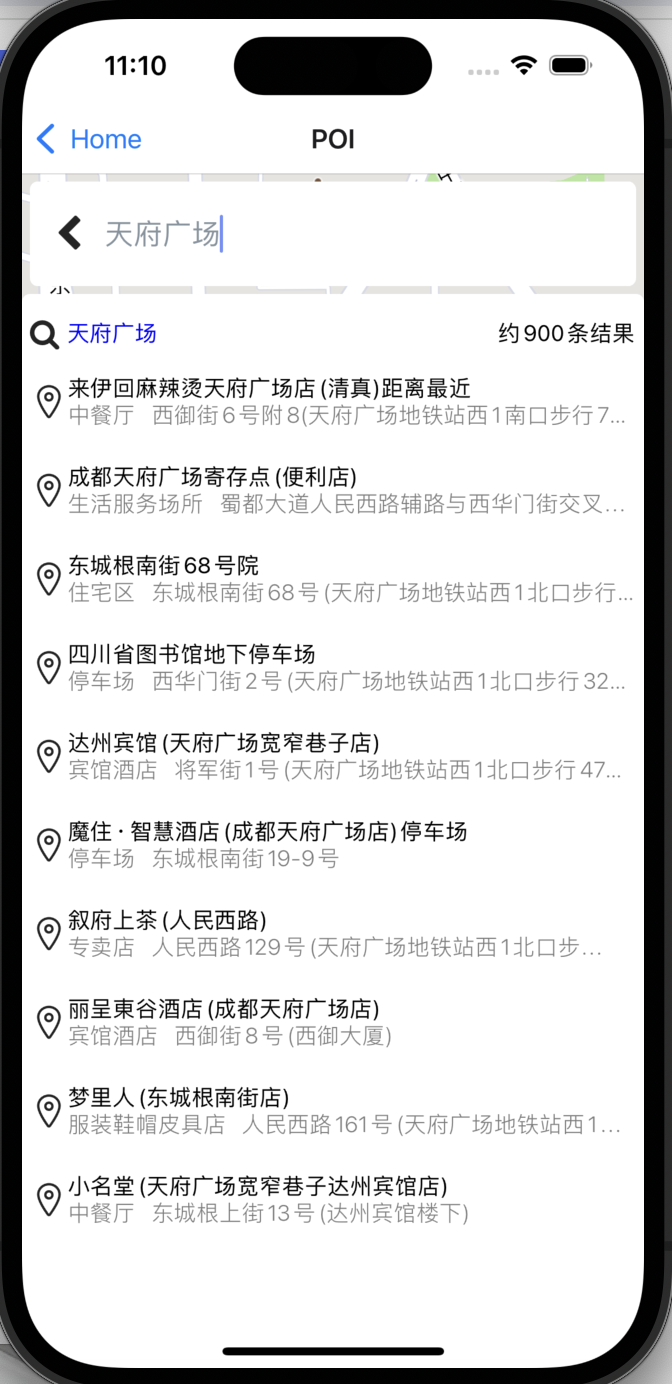 11:10
Home
POI
天府广场
天府广场
约900条结果
来伊回麻辣烫天府广场店(清真)距离最近
中餐厅 西御街6号附8(天府广场地铁站西1南口步行7...
成都天府广场寄存点(便利店)
生活服务场所 蜀都大道人民西路辅路与西华门街交叉...
东城根南街68号院
住宅区 东城根南街68号(天府广场地铁站西1北口步行...
四川省图书馆地下停车场
停车场 西华门街2号(天府广场地铁站西1北口步行32...
达州宾馆(天府广场宽窄巷子店)
宾馆酒店 将军街1号(天府广场地铁站西1北口步行47...
魔住·智慧酒店(成都天府广场店)停车场
停车场 东城根南街19-9号
叙府上茶(人民西路)
专卖店 人民西路129号(天府广场地铁站西1北口步...
丽呈東谷酒店(成都天府广场店)
宾馆酒店 西御街8号(西御大厦)
梦里人(东城根南街店)
服装鞋帽皮具店 人民西路161号(天府广场地铁站西1...
小名堂(天府广场宽窄巷子达州宾馆店)
中餐厅 东城根上街13号(达州宾馆楼下)